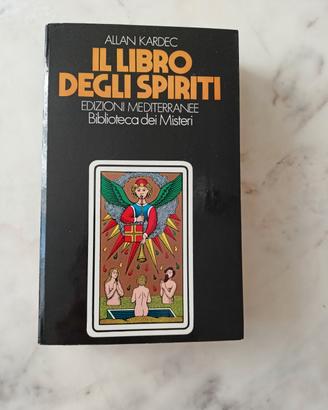 ALLAN KARDEC
IL LIBRO
DEGLI SPIRITI
EDIZIONI MEDITERRANEE
Biblioteca dei Misteri